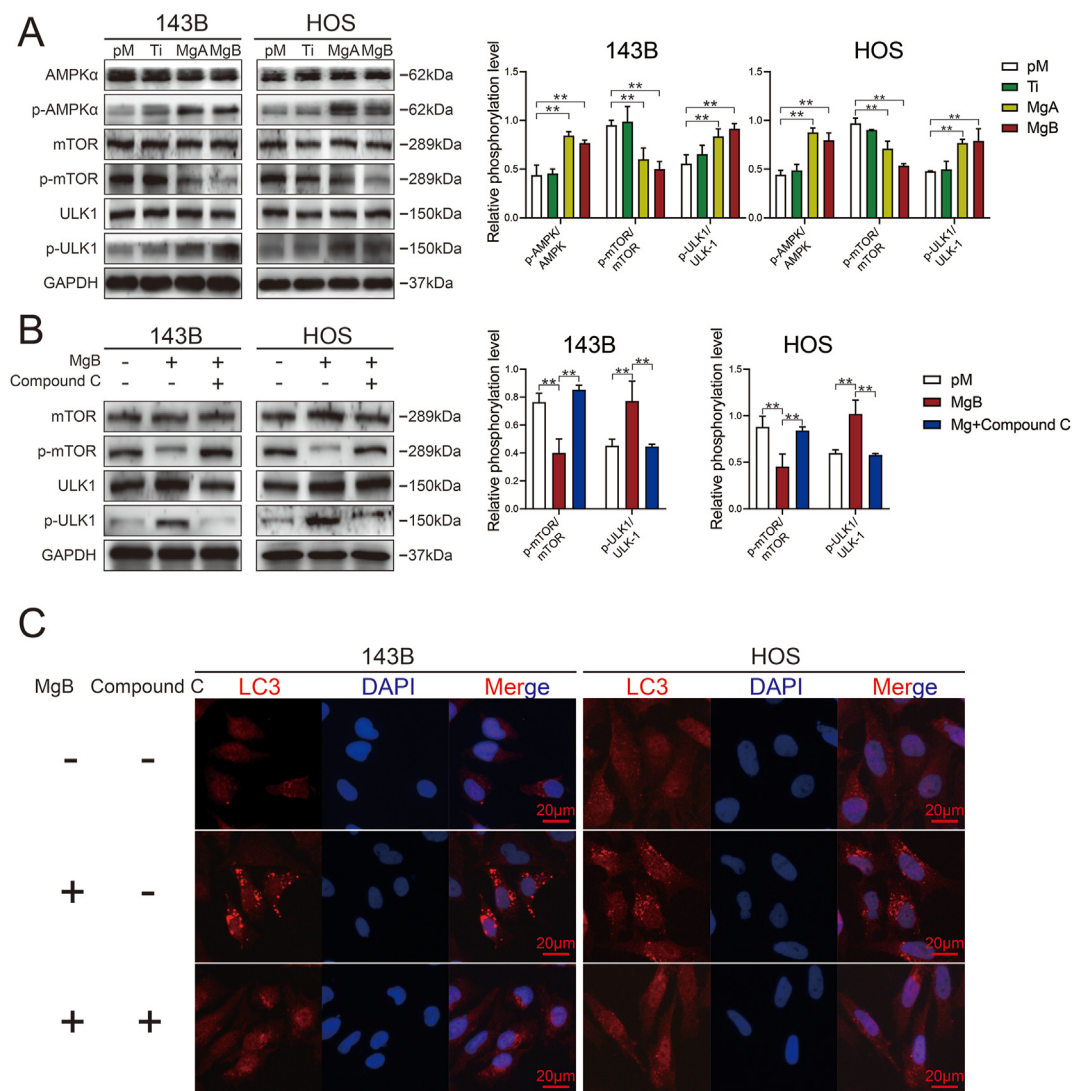 A
143B HOS
pM Ti MgA MgB pM Ti MgA MgB
AMPKα -62kDa
p-AMPKα -62kDa
mTOR -289kDa
p-mTOR -289kDa
ULK1 -150kDa
p-ULK1 -150kDa
GAPDH -37kDa
143B
Relative phosphorylation level
1.5
1.0
0.5
0.0
** ** ** ** ** **
p-AMPK/ AMPK
p-mTOR/ mTOR
p-ULK1/ ULK-1
HOS
1.5
1.0
0.5
0.0
** ** ** ** ** **
p-AMPK/ AMPK
p-mTOR/ mTOR
p-ULK1/ ULK-1
pM
Ti
MgA
MgB
B
143B HOS
MgB - + + - + +
Compound C - - + - - +
mTOR -289kDa
p-mTOR -289kDa
ULK1 -150kDa
p-ULK1 -150kDa
GAPDH -37kDa
143B
Relative phosphorylation level
1.0
0.8
0.6
0.4
0.2
0.0
** ** ** **
p-mTOR/ mTOR
p-ULK1/ ULK-1
HOS
Relative phosphorylation level
1.5
1.0
0.5
0.0
** ** ** **
p-mTOR/ mTOR
p-ULK1/ ULK-1
pM
MgB
Mg+Compound C
C
143B HOS
MgB Compound C LC3 DAPI Merge LC3 DAPI Merge
- - 20μm 20μm
+ - 20μm 20μm
+ + 20μm 20μm